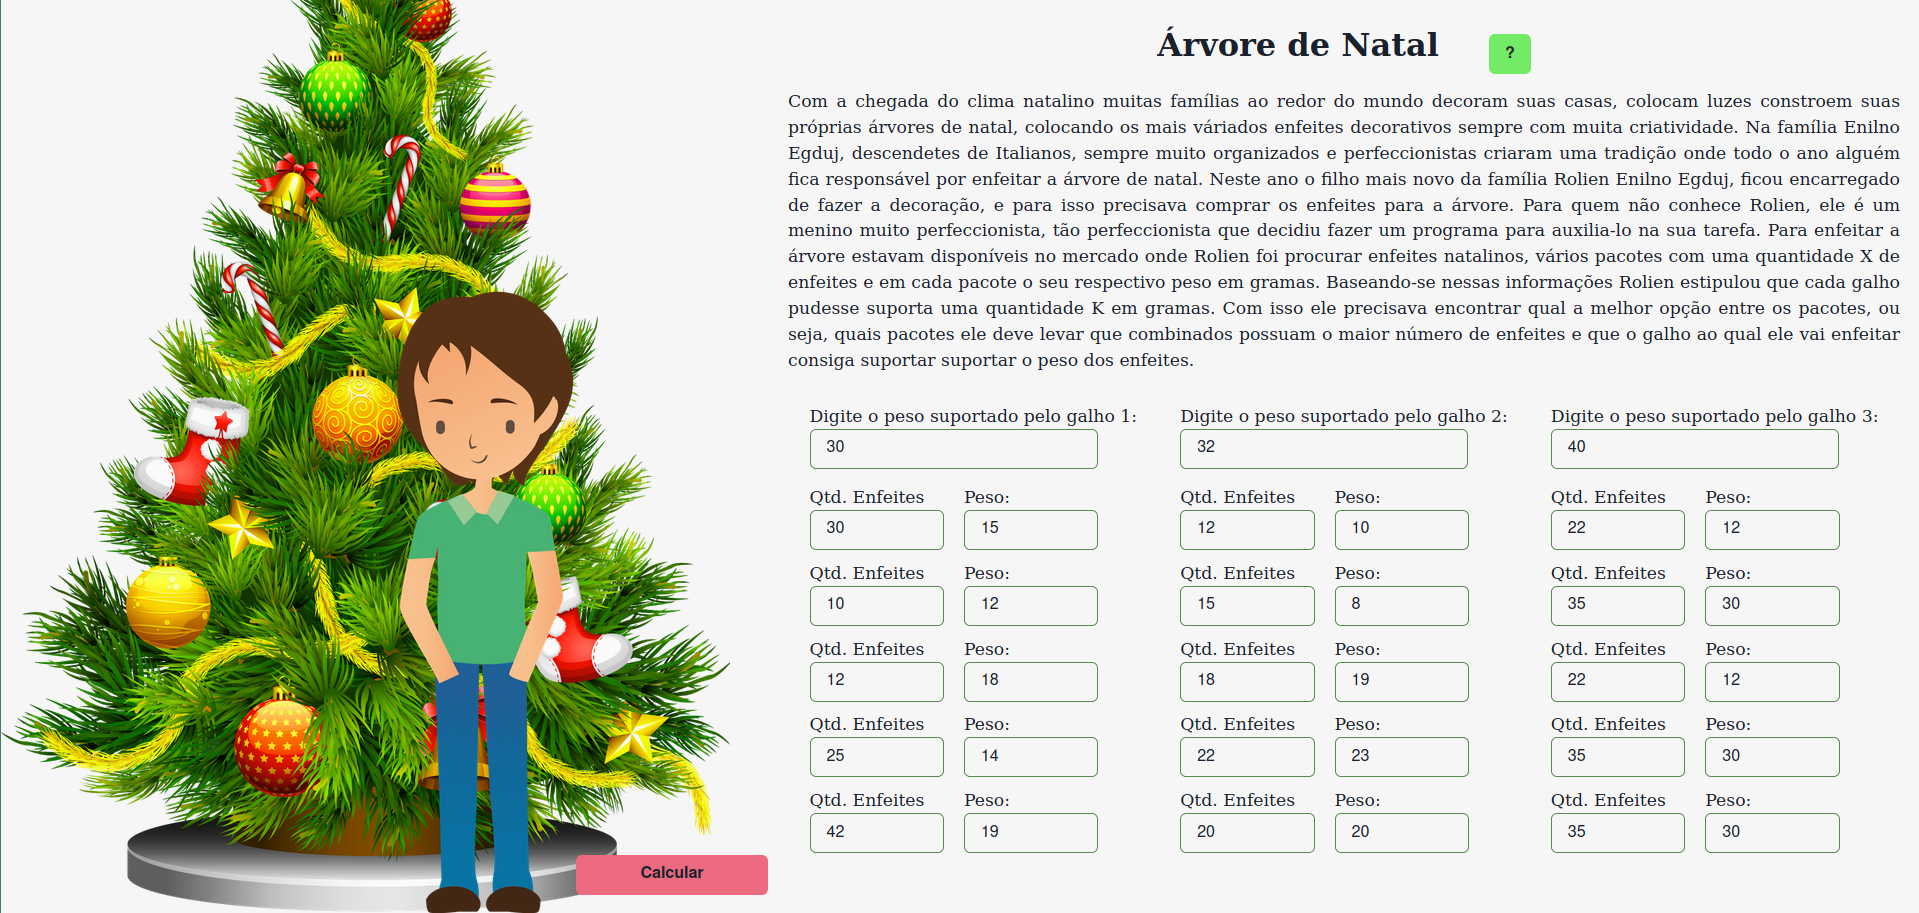 Árvore de Natal ?
Com a chegada do clima natalino muitas famílias ao redor do mundo decoram suas casas, colocam luzes constroem suas
próprias árvores de natal, colocando os mais váriados enfeites decorativos sempre com muita criatividade. Na família Enilno
Egduj, descendetes de Italianos, sempre muito organizados e perfeccionistas criaram uma tradição onde todo o ano alguém
fica responsável por enfeitar a árvore de natal. Neste ano o filho mais novo da família Rolien Enilno Egduj, ficou encarregado
de fazer a decoração, e para isso precisava comprar os enfeites para a árvore. Para quem não conhece Rolien, ele é um
menino muito perfeccionista, tão perfeccionista que decidiu fazer um programa para auxilia-lo na sua tarefa. Para enfeitar a
árvore estavam disponíveis no mercado onde Rolien foi procurar enfeites natalinos, vários pacotes com uma quantidade X de
enfeites e em cada pacote o seu respectivo peso em gramas. Baseando-se nessas informações Rolien estipulou que cada galho
pudesse suporta uma quantidade K em gramas. Com isso ele precisava encontrar qual a melhor opção entre os pacotes, ou
seja, quais pacotes ele deve levar que combinados possuam o maior número de enfeites e que o galho ao qual ele vai enfeitar
consiga suportar suportar o peso dos enfeites.
Digite o peso suportado pelo galho 1: Digite o peso suportado pelo galho 2: Digite o peso suportado pelo galho 3:
30 32 40
Qtd. Enfeites Peso: Qtd. Enfeites Peso: Qtd. Enfeites Peso:
30 15 12 10 22 12
Qtd. Enfeites Peso: Qtd. Enfeites Peso: Qtd. Enfeites Peso:
10 12 15 8 35 30
Qtd. Enfeites Peso: Qtd. Enfeites Peso: Qtd. Enfeites Peso:
12 18 18 19 22 12
Qtd. Enfeites Peso: Qtd. Enfeites Peso: Qtd. Enfeites Peso:
25 14 22 23 35 30
Qtd. Enfeites Peso: Qtd. Enfeites Peso: Qtd. Enfeites Peso:
42 19 20 20 35 30
Calcular